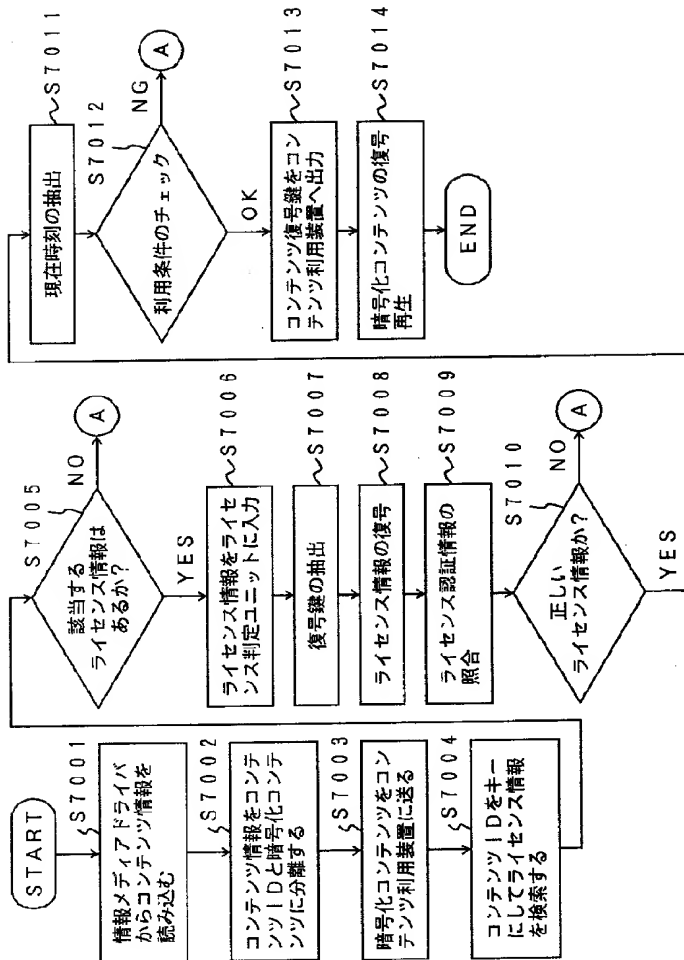 START
S7001
情報メディアドライバ
からコンテンツ情報を
読み込む
S7002
コンテンツ情報をコンテ
ンツIDと暗号化コンテ
ンツに分離する
S7003
暗号化コンテンツをコン
テンツ利用装置に送る
S7004
コンテンツIDをキー
にしてライセンス情報
を検索する
S7005
該当する
ライセンス情報は
あるか?
NO
A
YES
S7006
ライセンス情報をライセ
ンス判定ユニットに入力
S7007
復号鍵の抽出
S7008
ライセンス情報の復号
S7009
ライセンス認証情報の
照合
S7010
正しい
ライセンス情報か?
NO
A
YES
S7011
現在時刻の抽出
S7012
利用条件のチェック
NG
A
OK
S7013
コンテンツ復号鍵をコン
テンツ利用装置へ出力
S7014
暗号化コンテンツの復号
再生
END